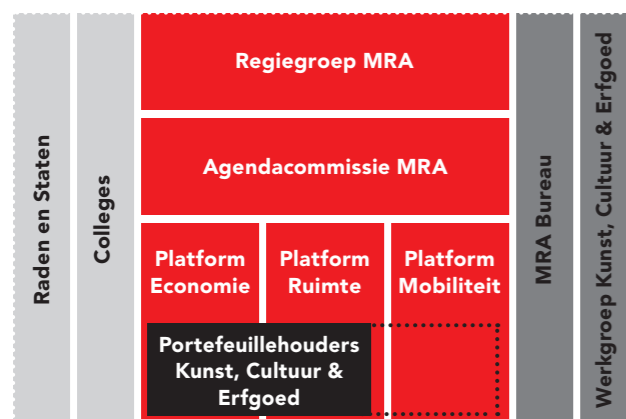 Raden en Staten
Colleges
Regiegroep MRA
Agendacommissie MRA
Platform
Economie
Platform
Ruimte
Platform
Mobiliteit
Portefeuillehouders
Kunst, Cultuur &
Erfgoed
MRA Bureau
Werkgroep Kunst, Cultuur & Erfgoed